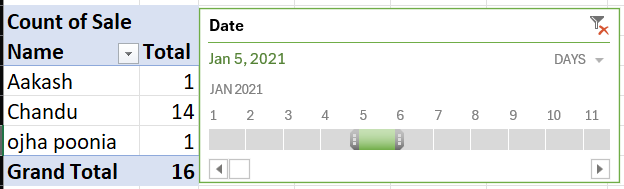 Count of Sale
Name Total
Aakash 1
Chandu 14
ojha poonia 1
Grand Total 16
Date
Jan 5, 2021 DAYS
JAN 2021
1 2 3 4 5 6 7 8 9 10 11